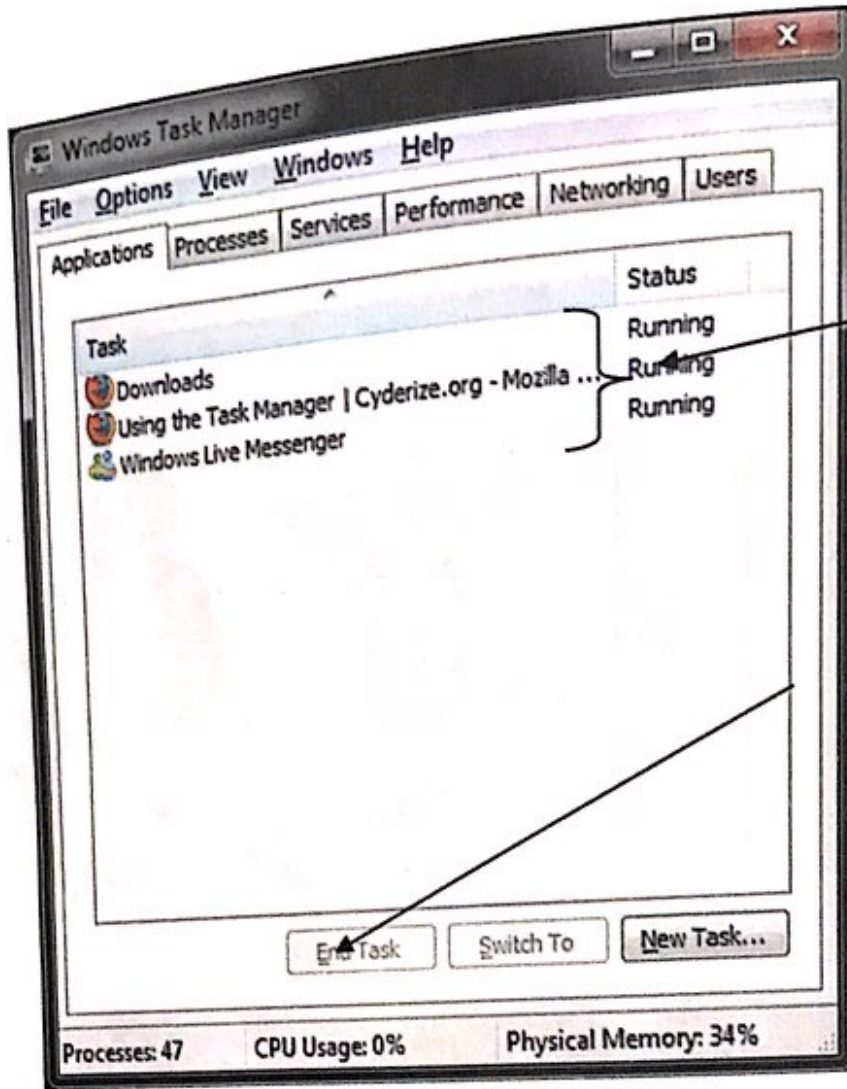 Windows Task Manager
File Options View Windows Help
Applications Processes Services Performance Networking Users
Task Status
Downloads Running
Using the Task Manager | Cyderize.org - Mozilla ... Running
Windows Live Messenger Running
End Task Switch To New Task...
Processes: 47 CPU Usage: 0% Physical Memory: 34%